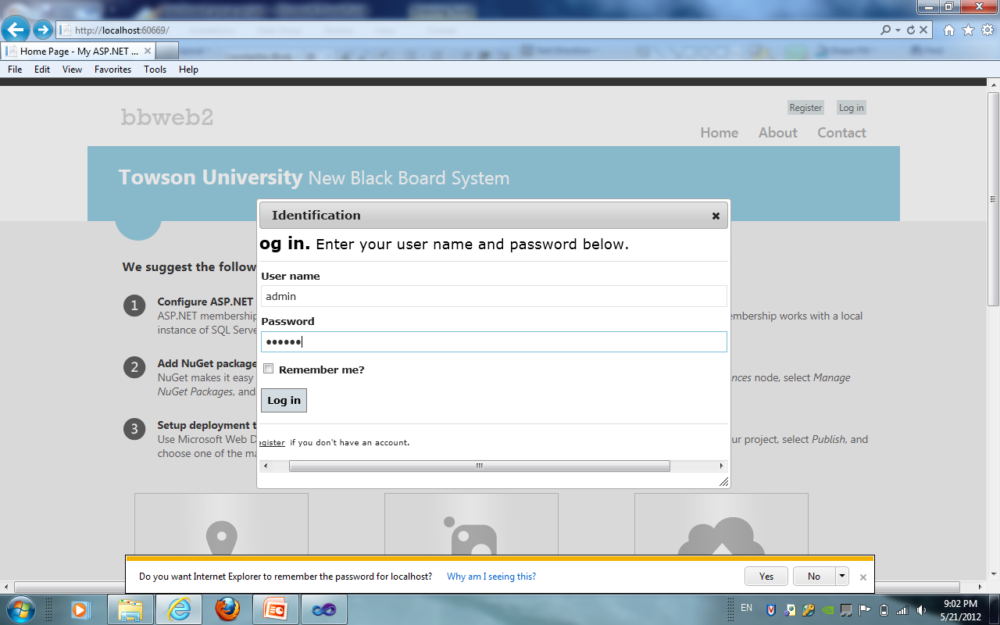 http://localhost:60669/
Home Page - My ASP.NET ...
File Edit View Favorites Tools Help
bbweb2
Register Log in
Home About Contact
Towson University New Black Board System
Identification
og in. Enter your user name and password below.
We suggest the follow
User name
admin
1 Configure ASP.NET
ASP.NET membership
embership works with a local
instance of SQL Serve
Password
••••••
2 Add NuGet package
NuGet makes it easy
nces node, select Manage
NuGet Packages, and
Remember me?
Log in
3 Setup deployment t
Use Microsoft Web D
ur project, select Publish, and
choose one of the ma
egister if you don't have an account.
Do you want Internet Explorer to remember the password for localhost? Why am I seeing this? Yes No
EN
9:02 PM
5/21/2012